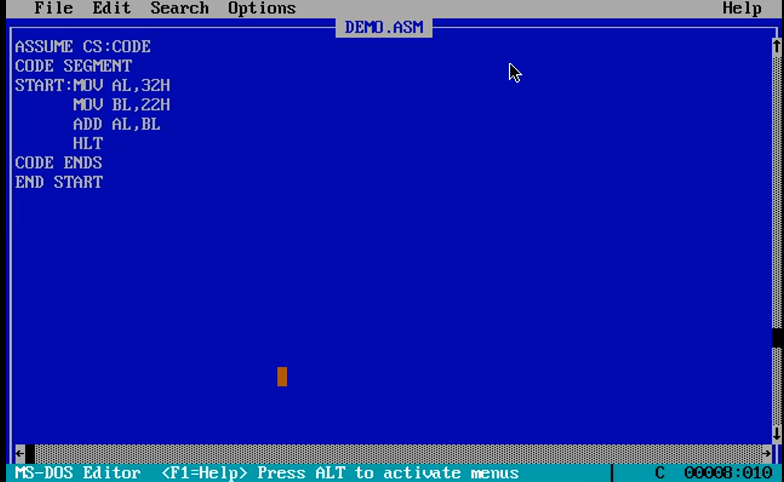 File Edit Search Options Help
DEMO.ASM
ASSUME CS:CODE
CODE SEGMENT
START:MOV AL,32H
MOV BL,22H
ADD AL,BL
HLT
CODE ENDS
END START
MS-DOS Editor <F1=Help> Press ALT to activate menus C 00008:010